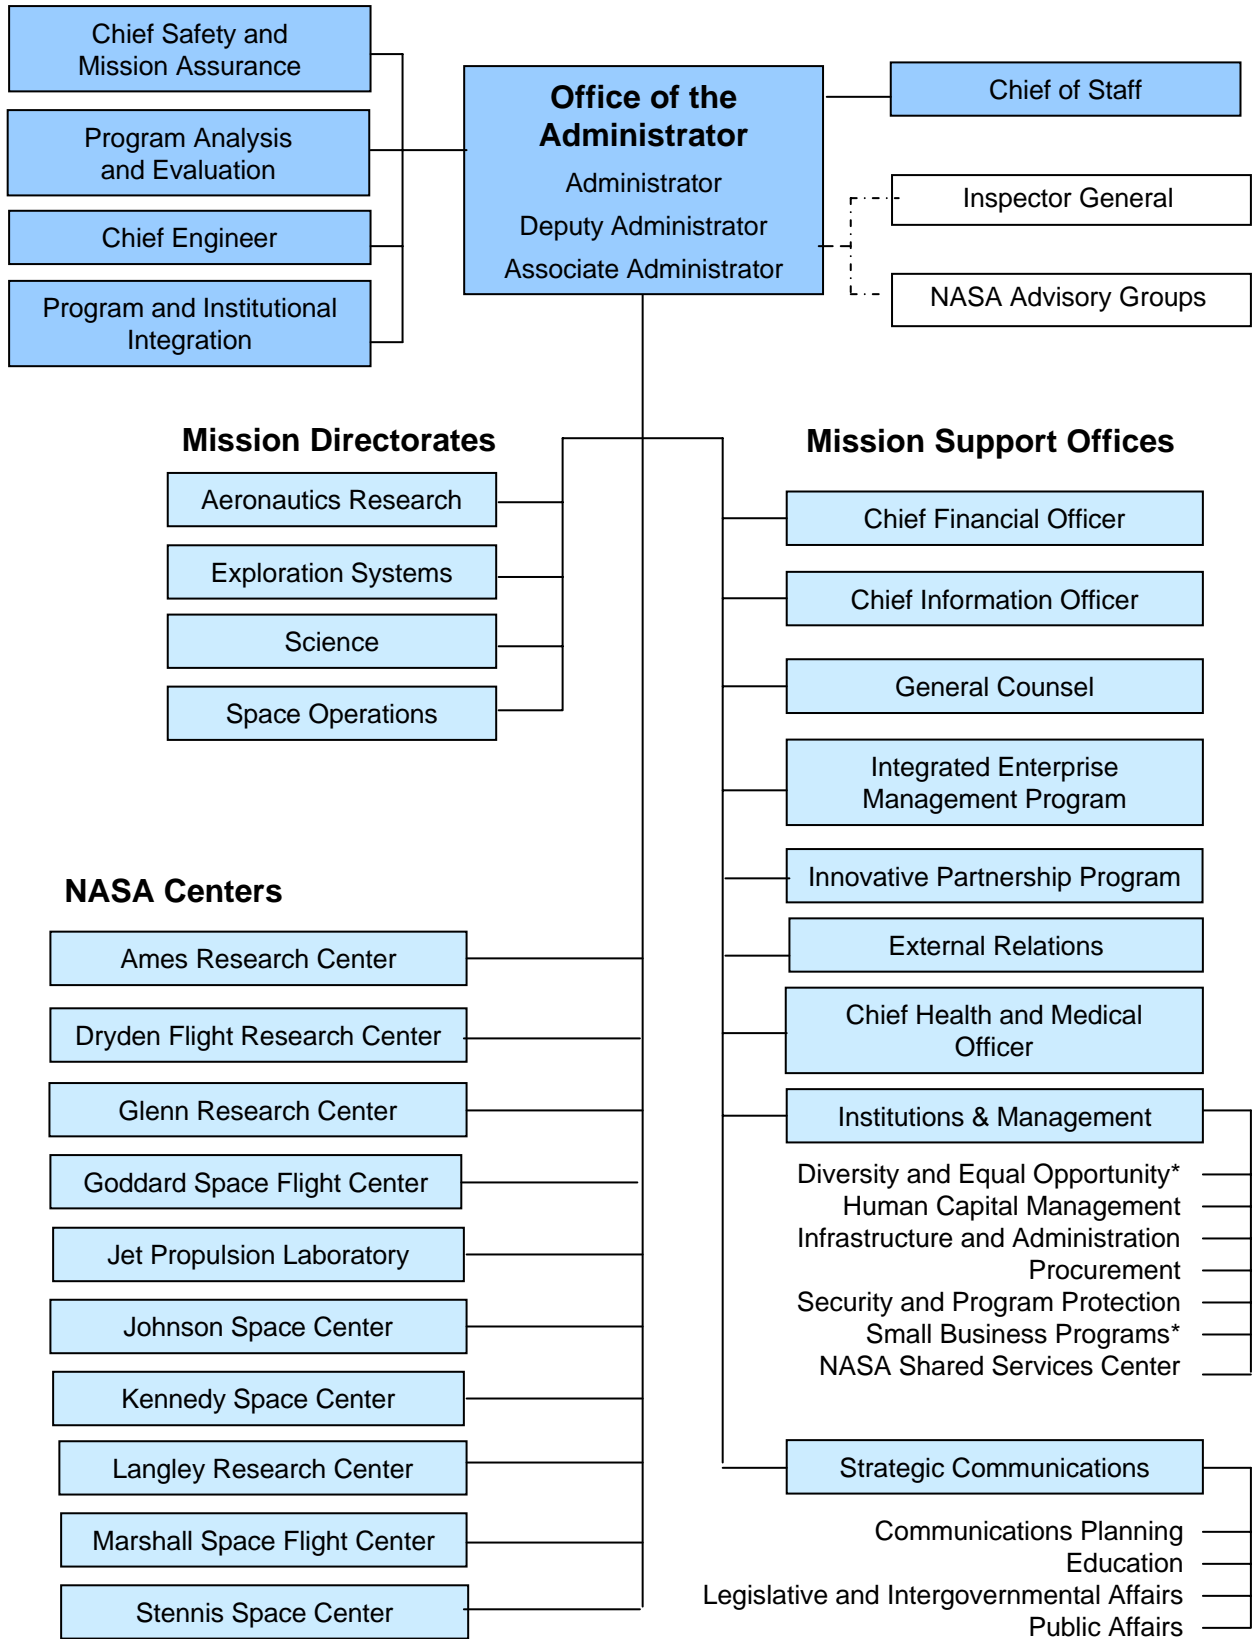 Chief Safety and
Mission Assurance
Program Analysis
and Evaluation
Chief Engineer
Program and Institutional
Integration
Office of the
Administrator
Administrator
Deputy Administrator
Associate Administrator
Chief of Staff
Inspector General
NASA Advisory Groups
Mission Directorates
Aeronautics Research
Exploration Systems
Science
Space Operations
Mission Support Offices
Chief Financial Officer
Chief Information Officer
General Counsel
Integrated Enterprise
Management Program
Innovative Partnership Program
External Relations
Chief Health and Medical
Officer
Institutions & Management
Diversity and Equal Opportunity*
Human Capital Management
Infrastructure and Administration
Procurement
Security and Program Protection
Small Business Programs*
NASA Shared Services Center
Strategic Communications
Communications Planning
Education
Legislative and Intergovernmental Affairs
Public Affairs
NASA Centers
Ames Research Center
Dryden Flight Research Center
Glenn Research Center
Goddard Space Flight Center
Jet Propulsion Laboratory
Johnson Space Center
Kennedy Space Center
Langley Research Center
Marshall Space Flight Center
Stennis Space Center